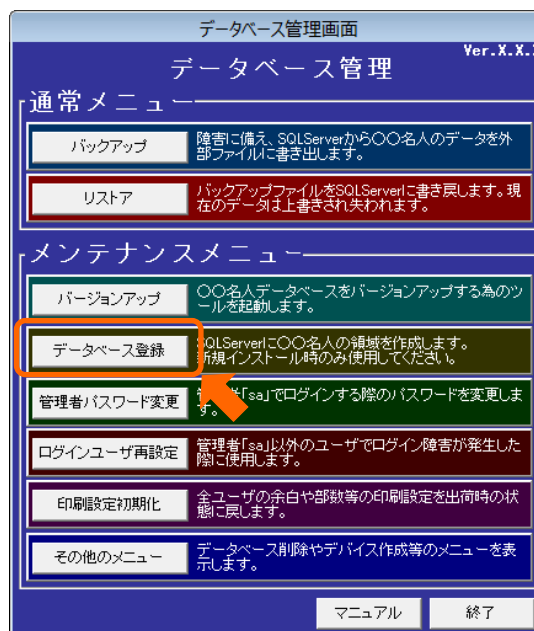 データベース管理画面
Ver.X.X.
データベース管理
通常メニュー
バックアップ
障害に備え、SQLServerから〇〇名人のデータを外
部ファイルに書き出します。
リストア
バックアップファイルをSQLServerに書き戻します。現
在のデータは上書きされ失われます。
メンテナンスメニュー
バージョンアップ
〇〇名人データベースをバージョンアップする為のツ
ールを起動します。
データベース登録
SQLServerに〇〇名人の領域を作成します。
新規インストール時のみ使用してください。
管理者パスワード変更
「sa」でログインする際のパスワードを変更しま
す。
ログインユーザ再設定
管理者「sa」以外のユーザでログイン障害が発生した
際に使用します。
印刷設定初期化
全ユーザの余白や部数等の印刷設定を出荷時の状
態に戻します。
その他のメニュー
データベース削除やデバイス作成等のメニューを表
示します。
マニュアル
終了